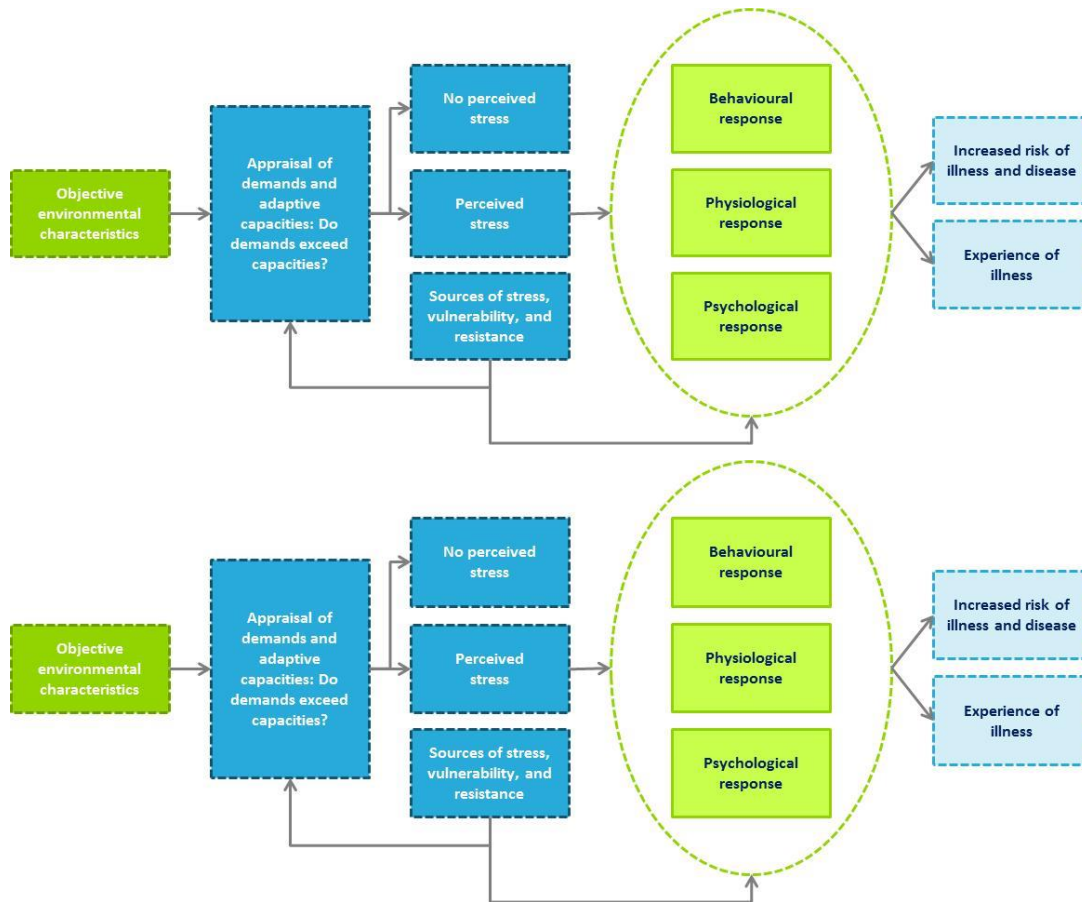 Objective
environmental
characteristics
Appraisal of
demands and
adaptive
capacities: Do
demands exceed
capacities?
No perceived
stress
Perceived
stress
Sources of stress,
vulnerability, and
resistance
Behavioural
response
Physiological
response
Psychological
response
Increased risk of
illness and disease
Experience of
illness
Objective
environmental
characteristics
Appraisal of
demands and
adaptive
capacities: Do
demands exceed
capacities?
No perceived
stress
Perceived
stress
Sources of stress,
vulnerability, and
resistance
Behavioural
response
Physiological
response
Psychological
response
Increased risk of
illness and disease
Experience of
illness